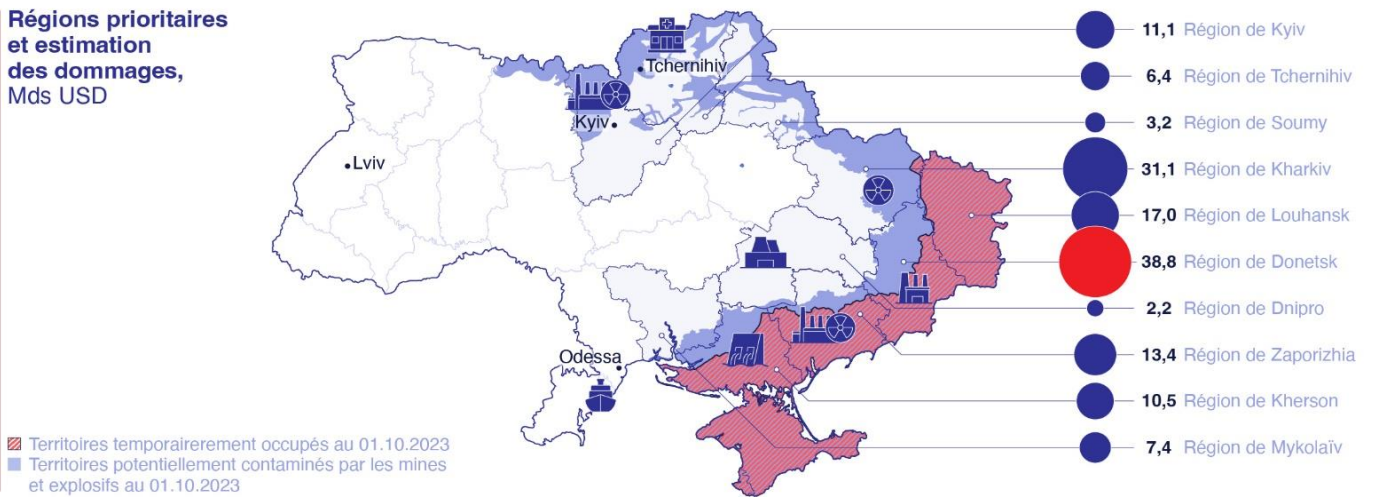 Régions prioritaires
et estimation
des dommages,
Mds USD
Tchernihiv
Kyiv
Lviv
Odessa
11,1 Région de Kyiv
6,4 Région de Tchernihiv
3,2 Région de Soumy
31,1 Région de Kharkiv
17,0 Région de Louhansk
38,8 Région de Donetsk
2,2 Région de Dnipro
13,4 Région de Zaporizhia
10,5 Région de Kherson
7,4 Région de Mykolaïv
Territoires temporairerement occupés au 01.10.2023
Territoires potentiellement contaminés par les mines
et explosifs au 01.10.2023